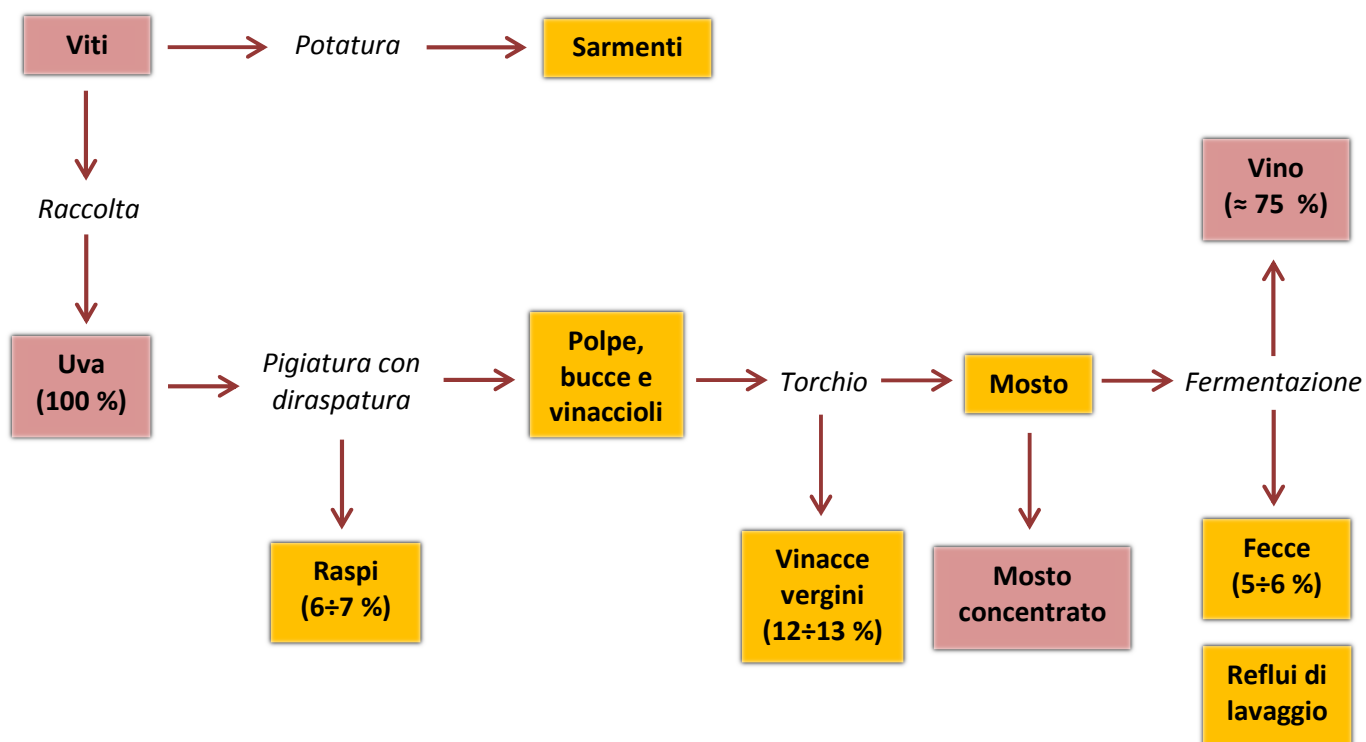 Viti
Potatura
Sarmenti
Vino
(≈ 75 %)
Raccolta
Uva
(100 %)
Pigiatura con
diraspatura
Polpe,
bucce e
vinaccioli
Torchio
Mosto
Fermentazione
Raspi
(6÷7 %)
Vinacce
vergini
(12÷13 %)
Mosto
concentrato
Fecce
(5÷6 %)
Reflui di
lavaggio